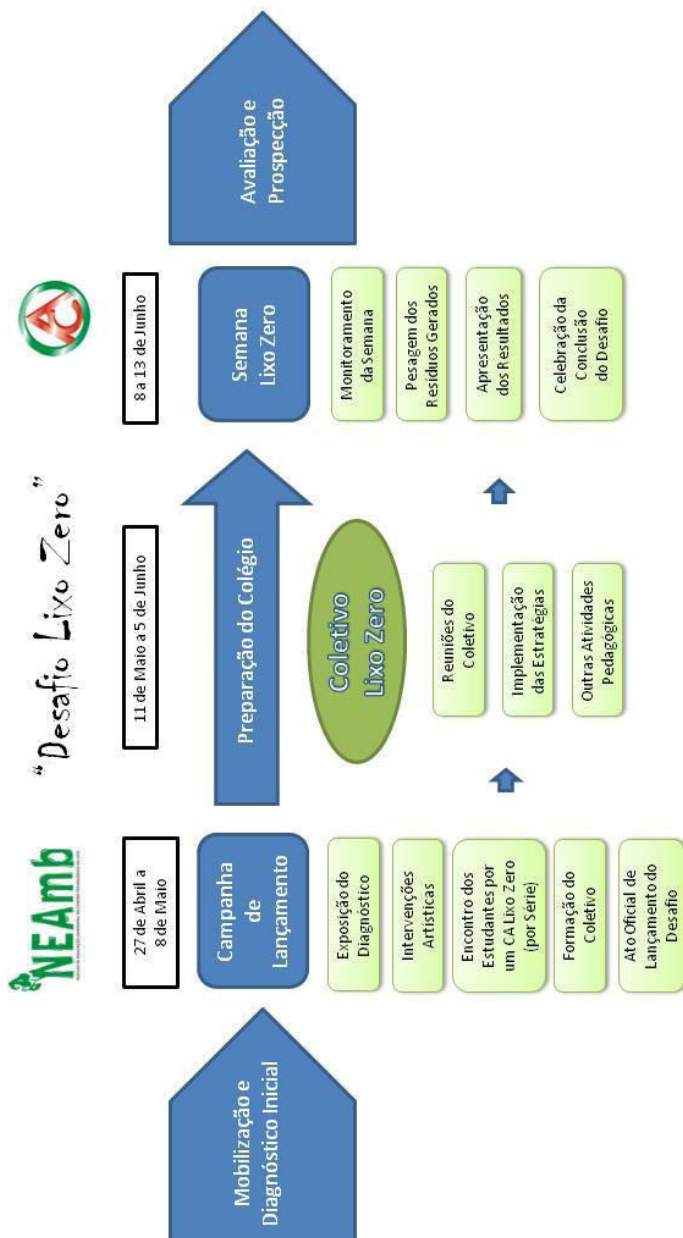 NEAmb
"Desafio Lixo Zero"
AC
27 de Abril a
8 de Maio
11 de Maio a 5 de Junho
8 a 13 de Junho
Mobilização e
Diagnóstico Inicial
Campanha
de
Lançamento
Preparação do Colégio
Semana
Lixo Zero
Avaliação e
Prospecção
Exposição do
Diagnóstico
Intervenções
Artísticas
Encontro dos
Estudantes por
um CA Lixo Zero
(por Série)
Formação do
Coletivo
Ato Oficial de
Lançamento do
Desafio
Coletivo
Lixo Zero
Reuniões do
Coletivo
Implementação
das Estratégias
Outras Atividades
Pedagógicas
Monitoramento
da Semana
Pesagem dos
Resíduos Gerados
Apresentação
dos Resultados
Celebração da
Conclusão
do Desafio